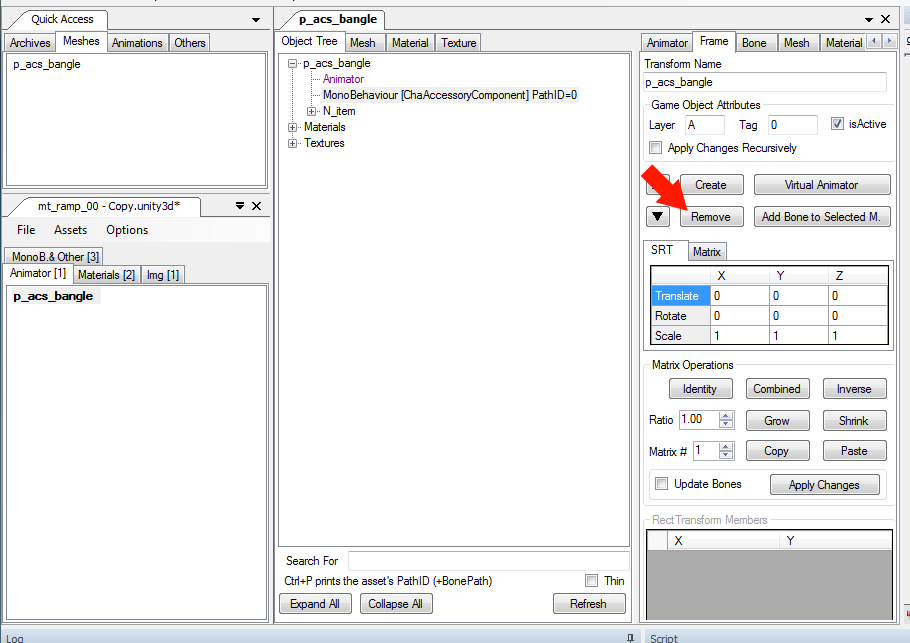 Quick Access
Archives Meshes Animations Others
p_acs_bangle
mt_ramp_00 - Copy.unity3d*
File Assets Options
MonoB.& Other [3]
Animator [1] Materials [2] Img [1]
p_acs_bangle
p_acs_bangle
Object Tree Mesh Material Texture
p_acs_bangle
Animator
MonoBehaviour [ChaAccessoryComponent] PathID=0
N_item
Materials
Textures
Search For
Ctrl+P prints the asset's PathID (+BonePath) Thin
Expand All Collapse All Refresh
Animator Frame Bone Mesh Material
Transform Name
p_acs_bangle
Game Object Attributes
Layer A Tag 0 isActive
Apply Changes Recursively
Create Virtual Animator
Remove Add Bone to Selected M.
SRT Matrix
X Y Z
Translate 0 0 0
Rotate 0 0 0
Scale 1 1 1
Matrix Operations
Identity Combined Inverse
Ratio 1.00 Grow Shrink
Matrix # 1 Copy Paste
Update Bones Apply Changes
RectTransform Members
X Y
Log Script